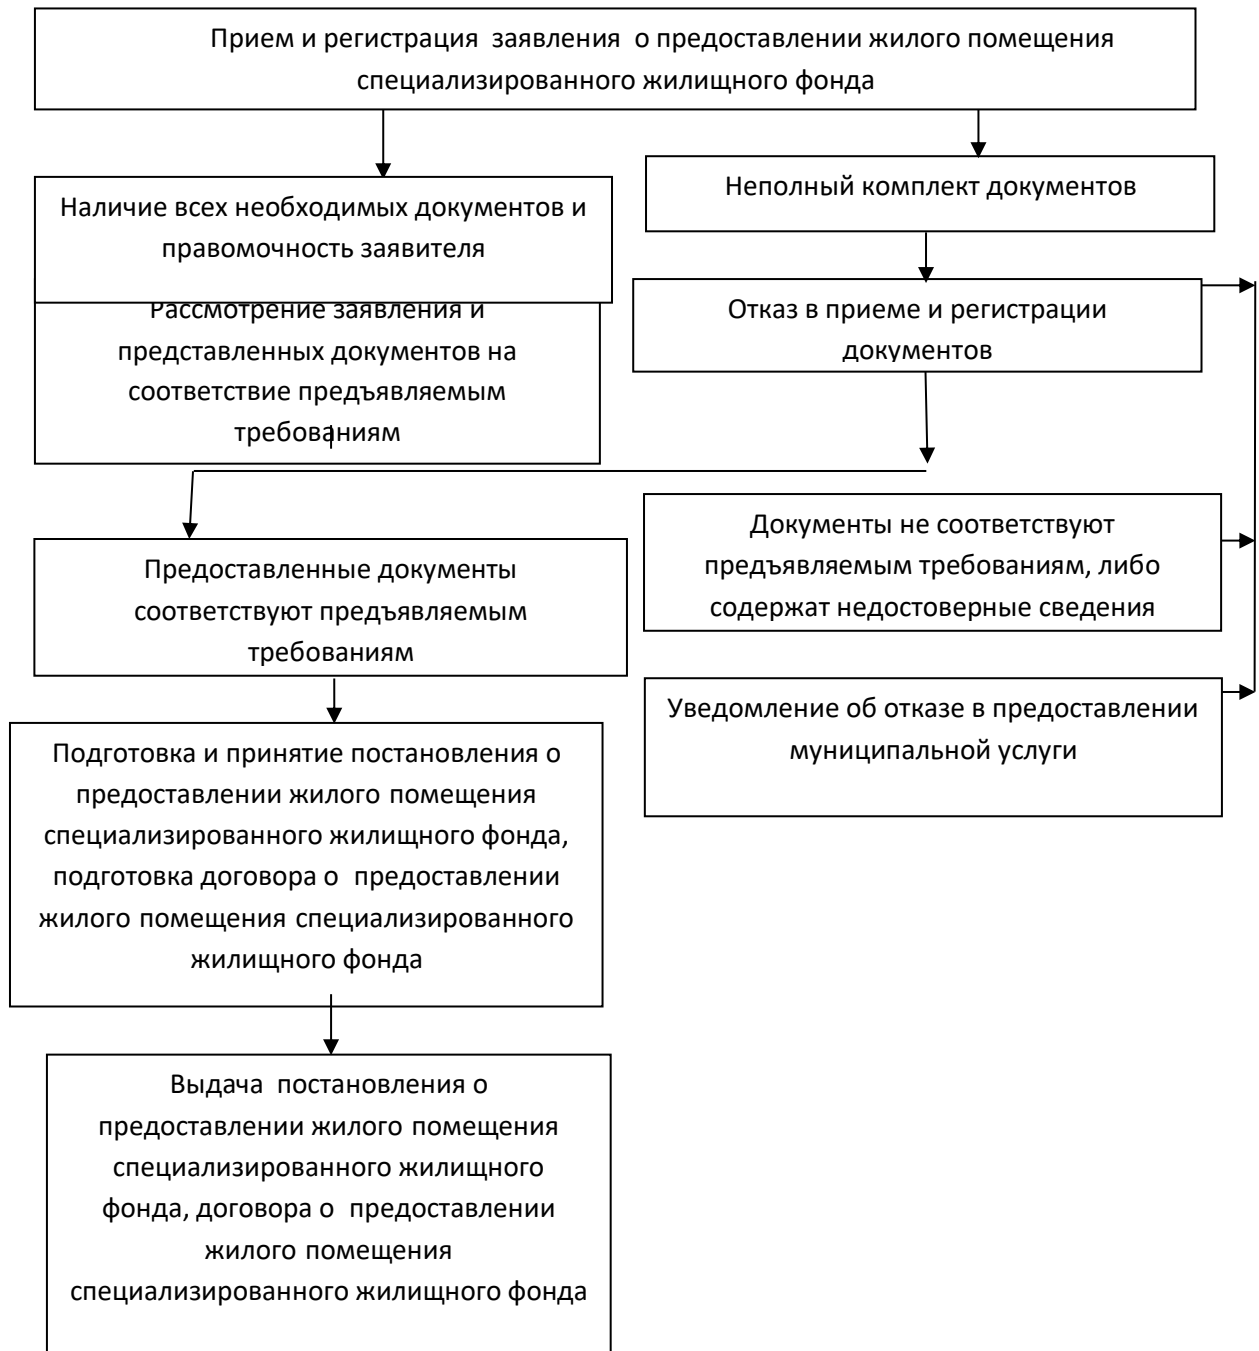 Прием и регистрация заявления о предоставлении жилого помещения
специализированного жилищного фонда
Наличие всех необходимых документов и
правомочность заявителя
Неполный комплект документов
Рассмотрение заявления и
представленных документов на
соответствие предъявляемым
требованиям
Отказ в приеме и регистрации
документов
Документы не соответствуют
предъявляемым требованиям, либо
содержат недостоверные сведения
Предоставленные документы
соответствуют предъявляемым
требованиям
Уведомление об отказе в предоставлении
муниципальной услуги
Подготовка и принятие постановления о
предоставлении жилого помещения
специализированного жилищного фонда,
подготовка договора о предоставлении
жилого помещения специализированного
жилищного фонда
Выдача постановления о
предоставлении жилого помещения
специализированного жилищного
фонда, договора о предоставлении
жилого помещения
специализированного жилищного фонда